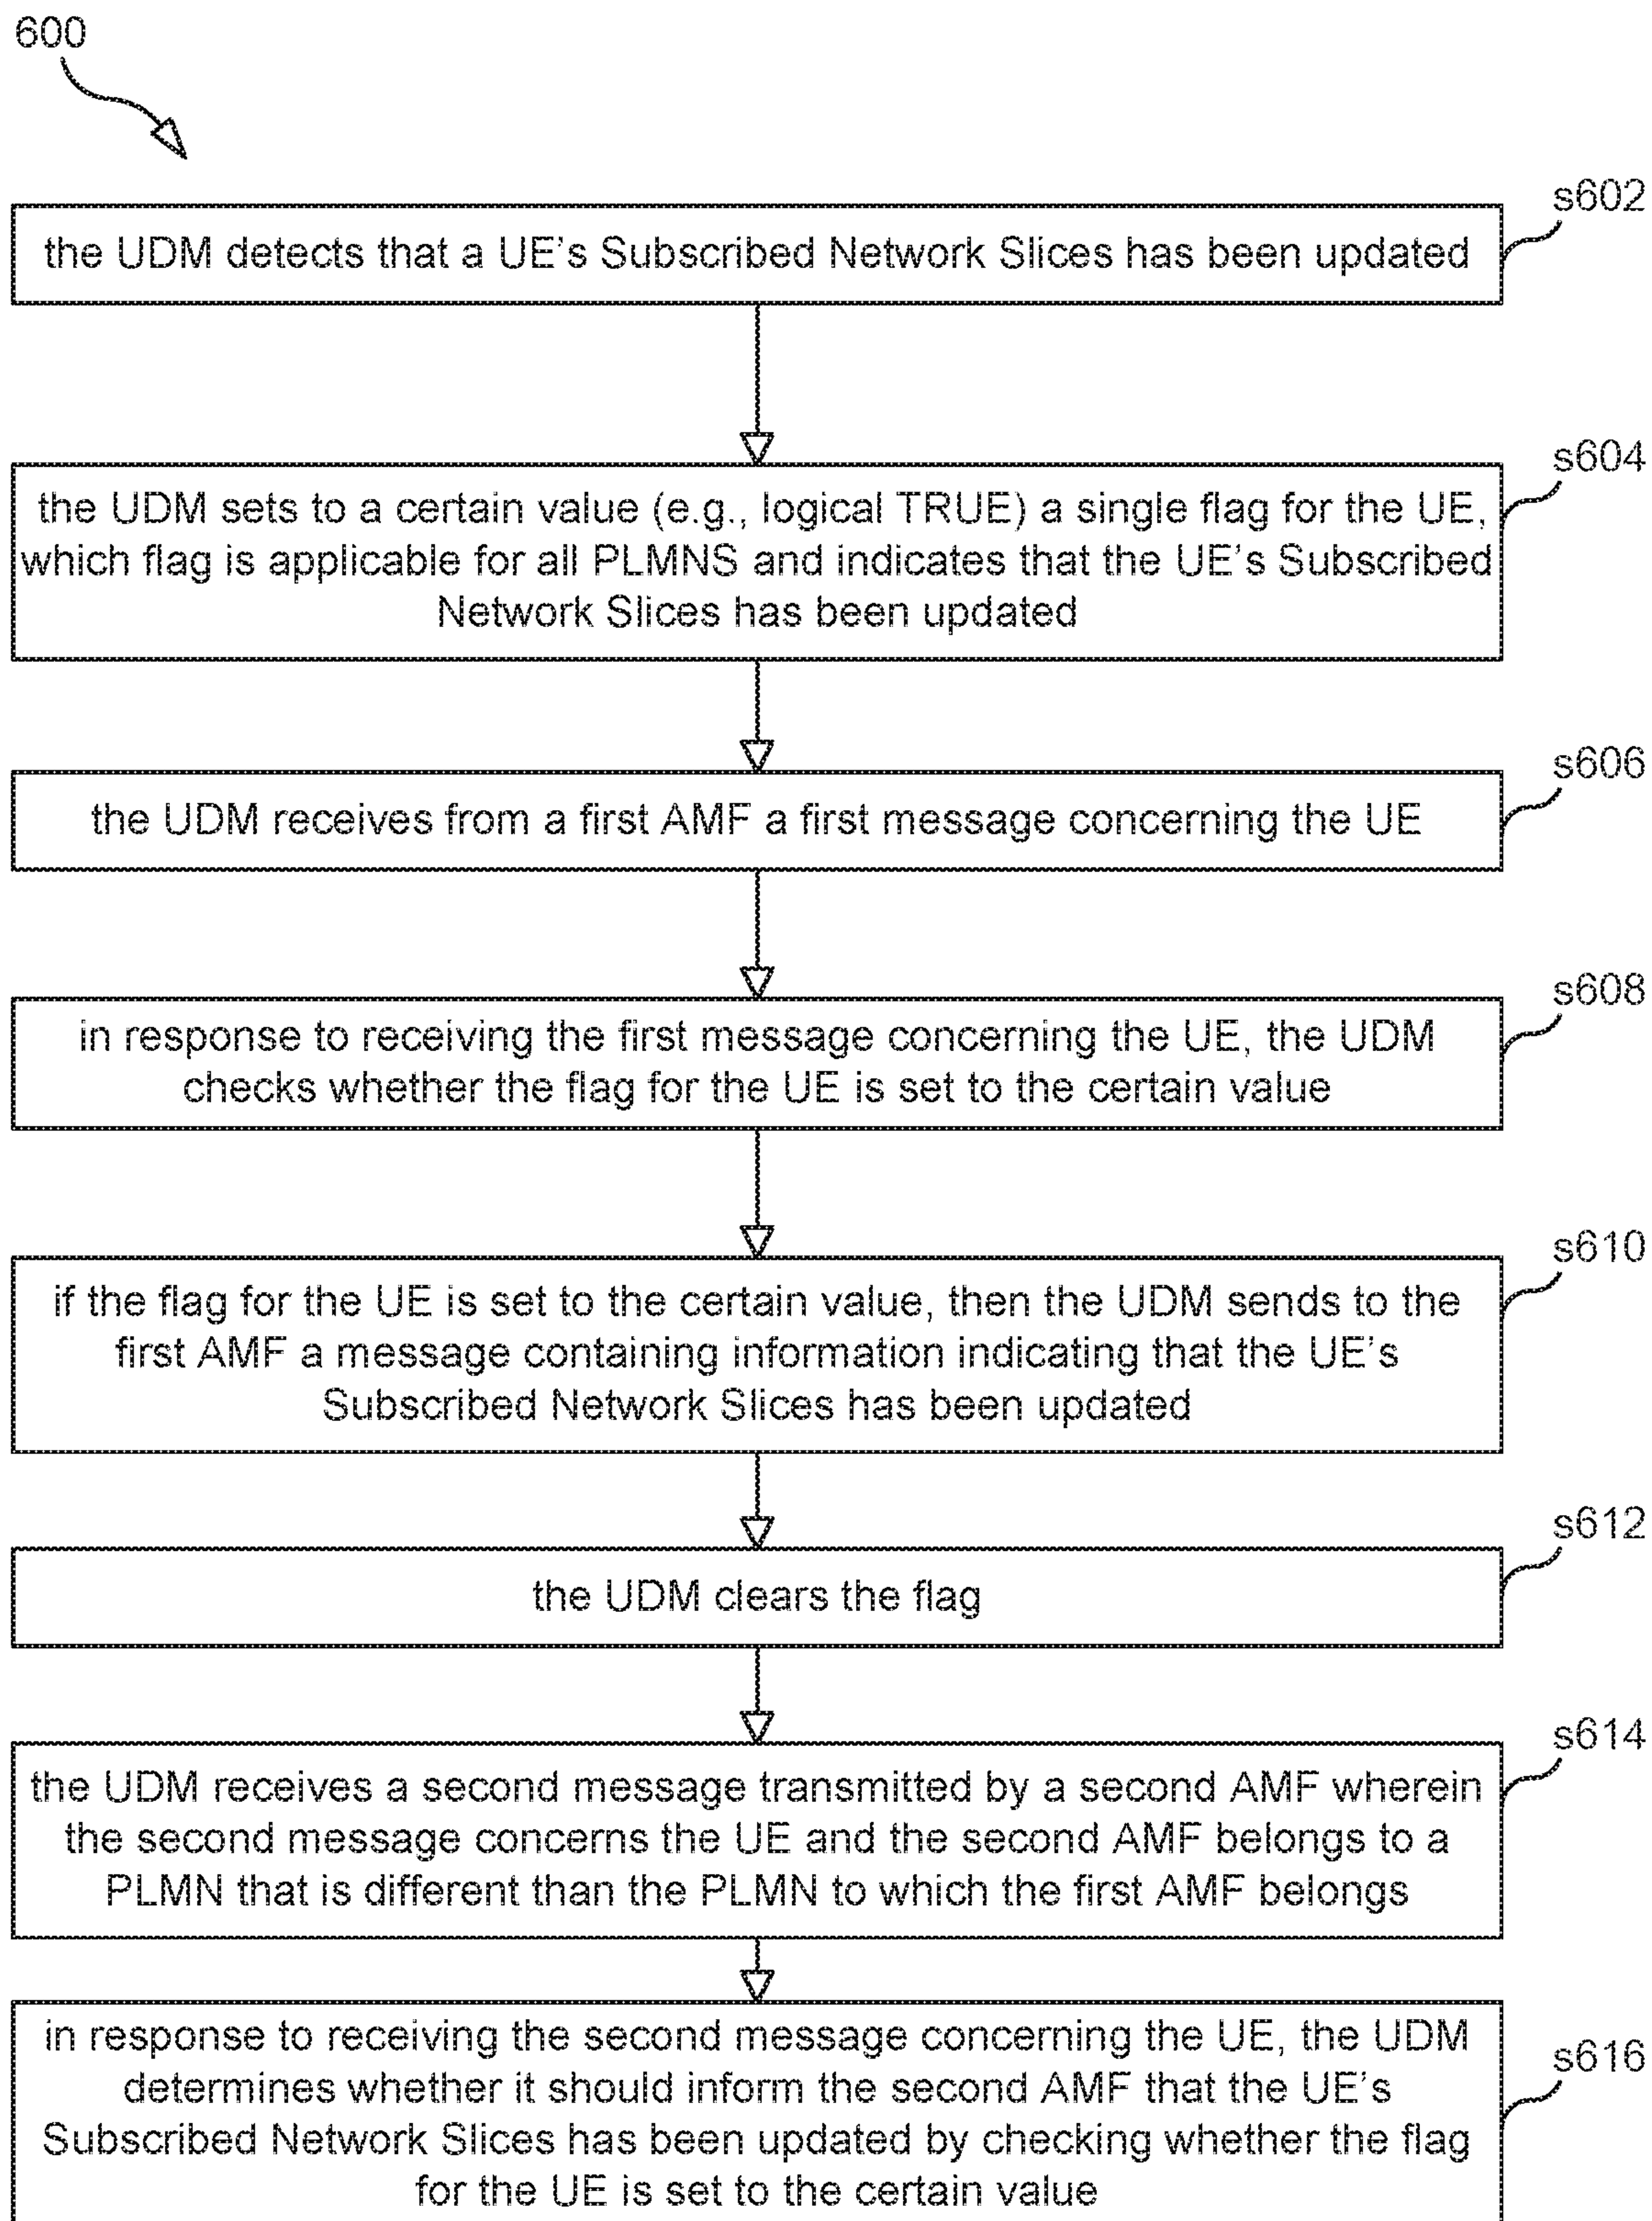 600
s602
the UDM detects that a UE's Subscribed Network Slices has been updated
s604
the UDM sets to a certain value (e.g., logical TRUE) a single flag for the UE,
which flag is applicable for all PLMNS and indicates that the UE's Subscribed
Network Slices has been updated
s606
the UDM receives from a first AMF a first message concerning the UE
s608
in response to receiving the first message concerning the UE, the UDM
checks whether the flag for the UE is set to the certain value
s610
if the flag for the UE is set to the certain value, then the UDM sends to the
first AMF a message containing information indicating that the UE's
Subscribed Network Slices has been updated
s612
the UDM clears the flag
s614
the UDM receives a second message transmitted by a second AMF wherein
the second message concerns the UE and the second AMF belongs to a
PLMN that is different than the PLMN to which the first AMF belongs
s616
in response to receiving the second message concerning the UE, the UDM
determines whether it should inform the second AMF that the UE's
Subscribed Network Slices has been updated by checking whether the flag
for the UE is set to the certain value